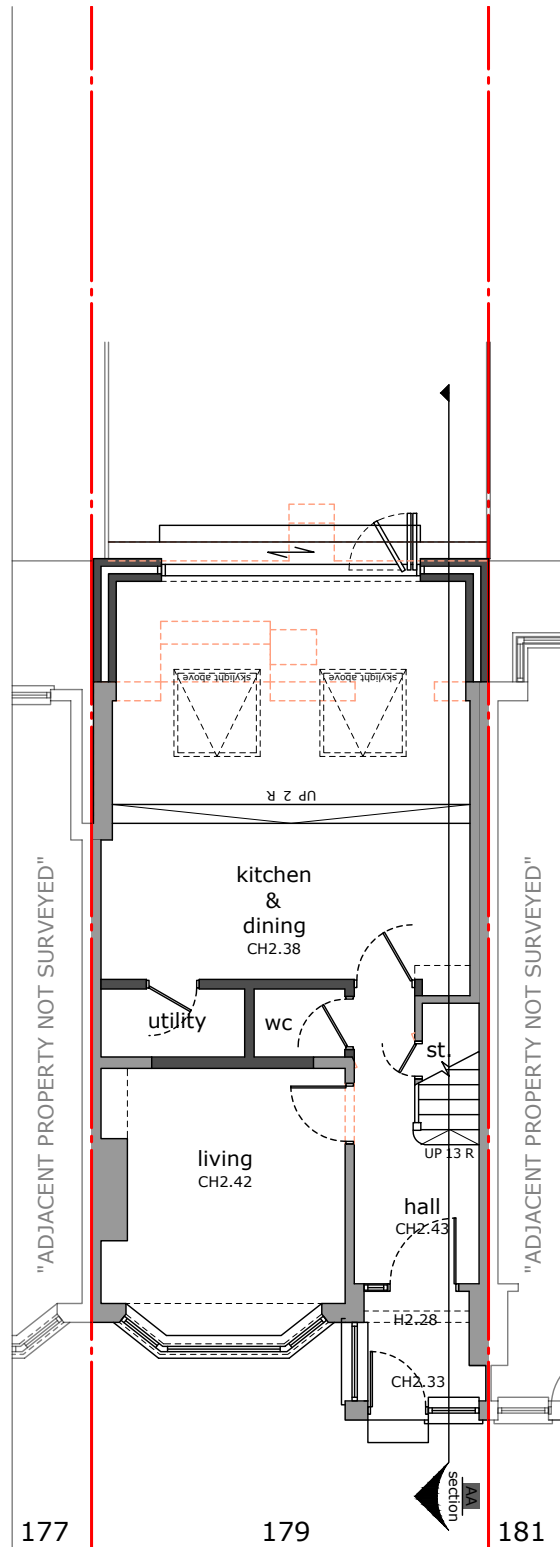 skylight above
skylight above
UP 2 R
kitchen
&
dining
CH2.38
"ADJACENT PROPERTY NOT SURVEYED"
"ADJACENT PROPERTY NOT SURVEYED"
utility
wc
st.
living
CH2.42
UP 13 R
hall
CH2.43
H2.28
CH2.33
section
AA
177
179
181